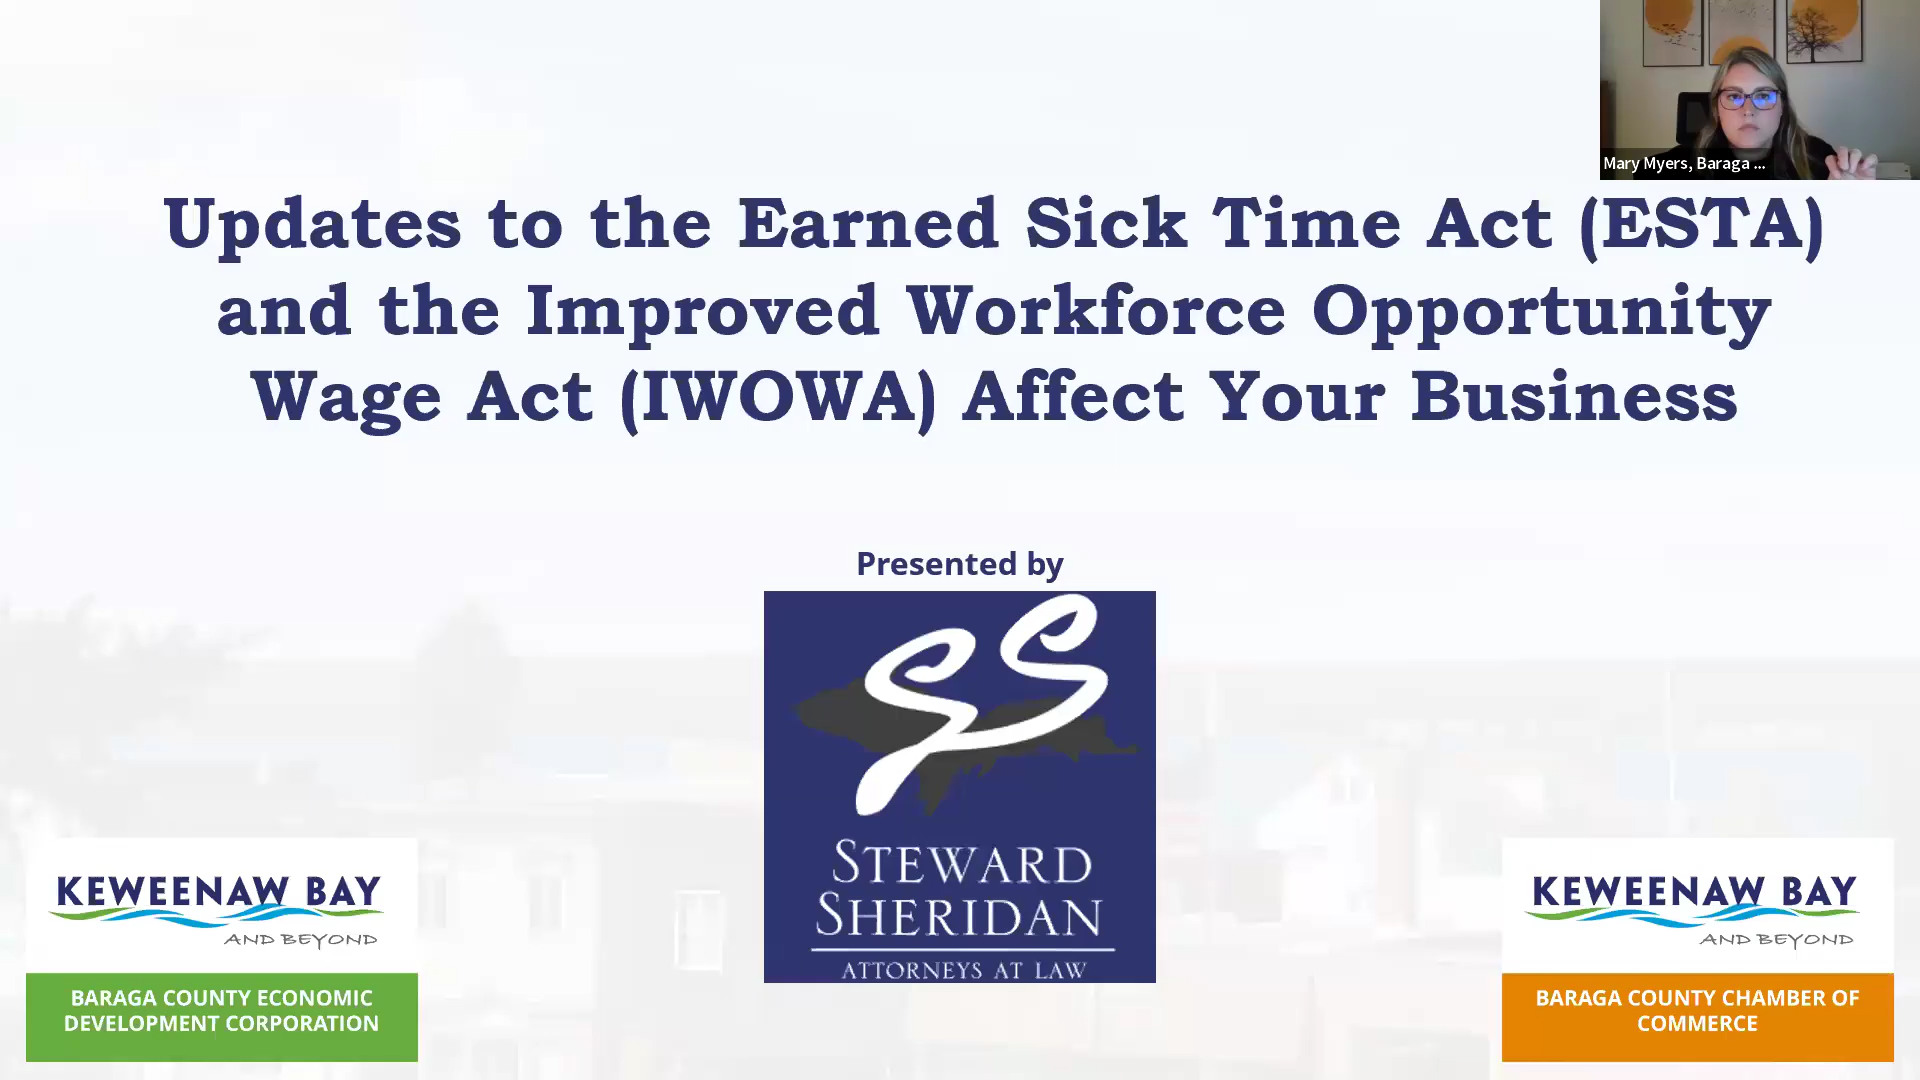 Mary Myers, Baraga ...
Updates to the Earned Sick Time Act (ESTA)
and the Improved Workforce Opportunity
Wage Act (IWOWA) Affect Your Business
Presented by
STEWARD
SHERIDAN
ATTORNEYS AT LAW
KEWEENAW BAY
AND BEYOND
BARAGA COUNTY ECONOMIC
DEVELOPMENT CORPORATION
KEWEENAW BAY
AND BEYOND
BARAGA COUNTY CHAMBER OF
COMMERCE